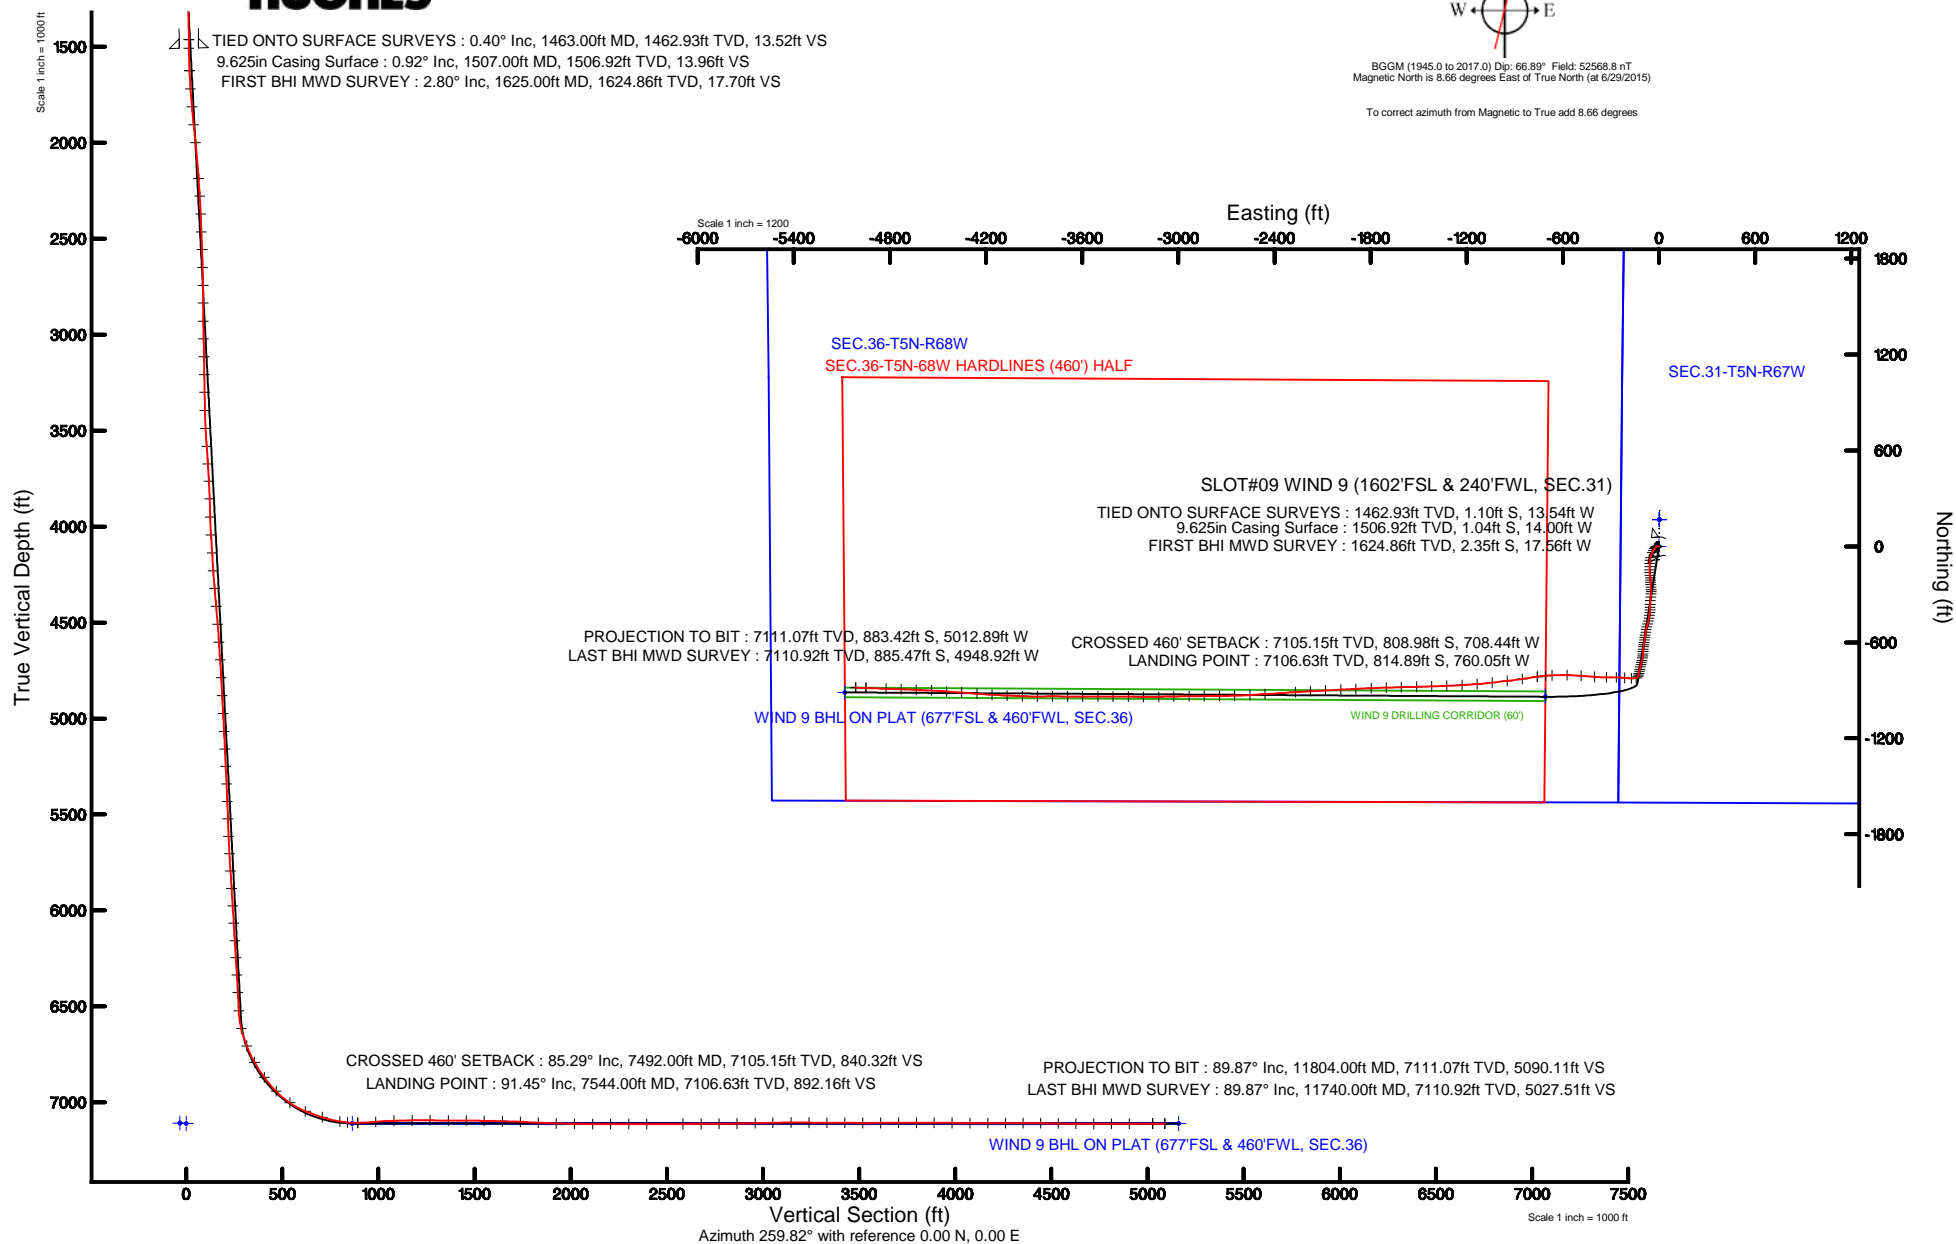 HUGHES
Scale 1 inch = 1000 ft
TIED ONTO SURFACE SURVEYS : 0.40° Inc, 1463.00ft MD, 1462.93ft TVD, 13.52ft VS
9.625in Casing Surface : 0.92° Inc, 1507.00ft MD, 1506.92ft TVD, 13.96ft VS
FIRST BHI MWD SURVEY : 2.80° Inc, 1625.00ft MD, 1624.86ft TVD, 17.70ft VS
W E
BGGM (1945.0 to 2017.0) Dip: 66.89° Field: 52568.8 nT
Magnetic North is 8.66 degrees East of True North (at 6/29/2015)
To correct azimuth from Magnetic to True add 8.66 degrees
True Vertical Depth (ft)
1500
2000
2500
3000
3500
4000
4500
5000
5500
6000
6500
7000
Easting (ft)
Scale 1 inch = 1200
-6000 -5400 -4800 -4200 -3600 -3000 -2400 -1800 -1200 -600 0 600 1200
1800
1200
600
0
-600
-1200
-1800
Northing (ft)
SEC.36-T5N-R68W
SEC.36-T5N-68W HARDLINES (460') HALF
SEC.31-T5N-R67W
SLOT#09 WIND 9 (1602'FSL & 240'FWL, SEC.31)
TIED ONTO SURFACE SURVEYS : 1462.93ft TVD, 1.10ft S, 13.54ft W
9.625in Casing Surface : 1506.92ft TVD, 1.04ft S, 14.00ft W
FIRST BHI MWD SURVEY : 1624.86ft TVD, 2.35ft S, 17.56ft W
PROJECTION TO BIT : 7111.07ft TVD, 883.42ft S, 5012.89ft W
LAST BHI MWD SURVEY : 7110.92ft TVD, 885.47ft S, 4948.92ft W
CROSSED 460' SETBACK : 7105.15ft TVD, 808.98ft S, 708.44ft W
LANDING POINT : 7106.63ft TVD, 814.89ft S, 760.05ft W
WIND 9 BHL ON PLAT (677'FSL & 460'FWL, SEC.36)
WIND 9 DRILLING CORRIDOR (60')
CROSSED 460' SETBACK : 85.29° Inc, 7492.00ft MD, 7105.15ft TVD, 840.32ft VS
LANDING POINT : 91.45° Inc, 7544.00ft MD, 7106.63ft TVD, 892.16ft VS
PROJECTION TO BIT : 89.87° Inc, 11804.00ft MD, 7111.07ft TVD, 5090.11ft VS
LAST BHI MWD SURVEY : 89.87° Inc, 11740.00ft MD, 7110.92ft TVD, 5027.51ft VS
WIND 9 BHL ON PLAT (677'FSL & 460'FWL, SEC.36)
0 500 1000 1500 2000 2500 3000 3500 4000 4500 5000 5500 6000 6500 7000 7500
Vertical Section (ft)
Azimuth 259.82° with reference 0.00 N, 0.00 E
Scale 1 inch = 1000 ft